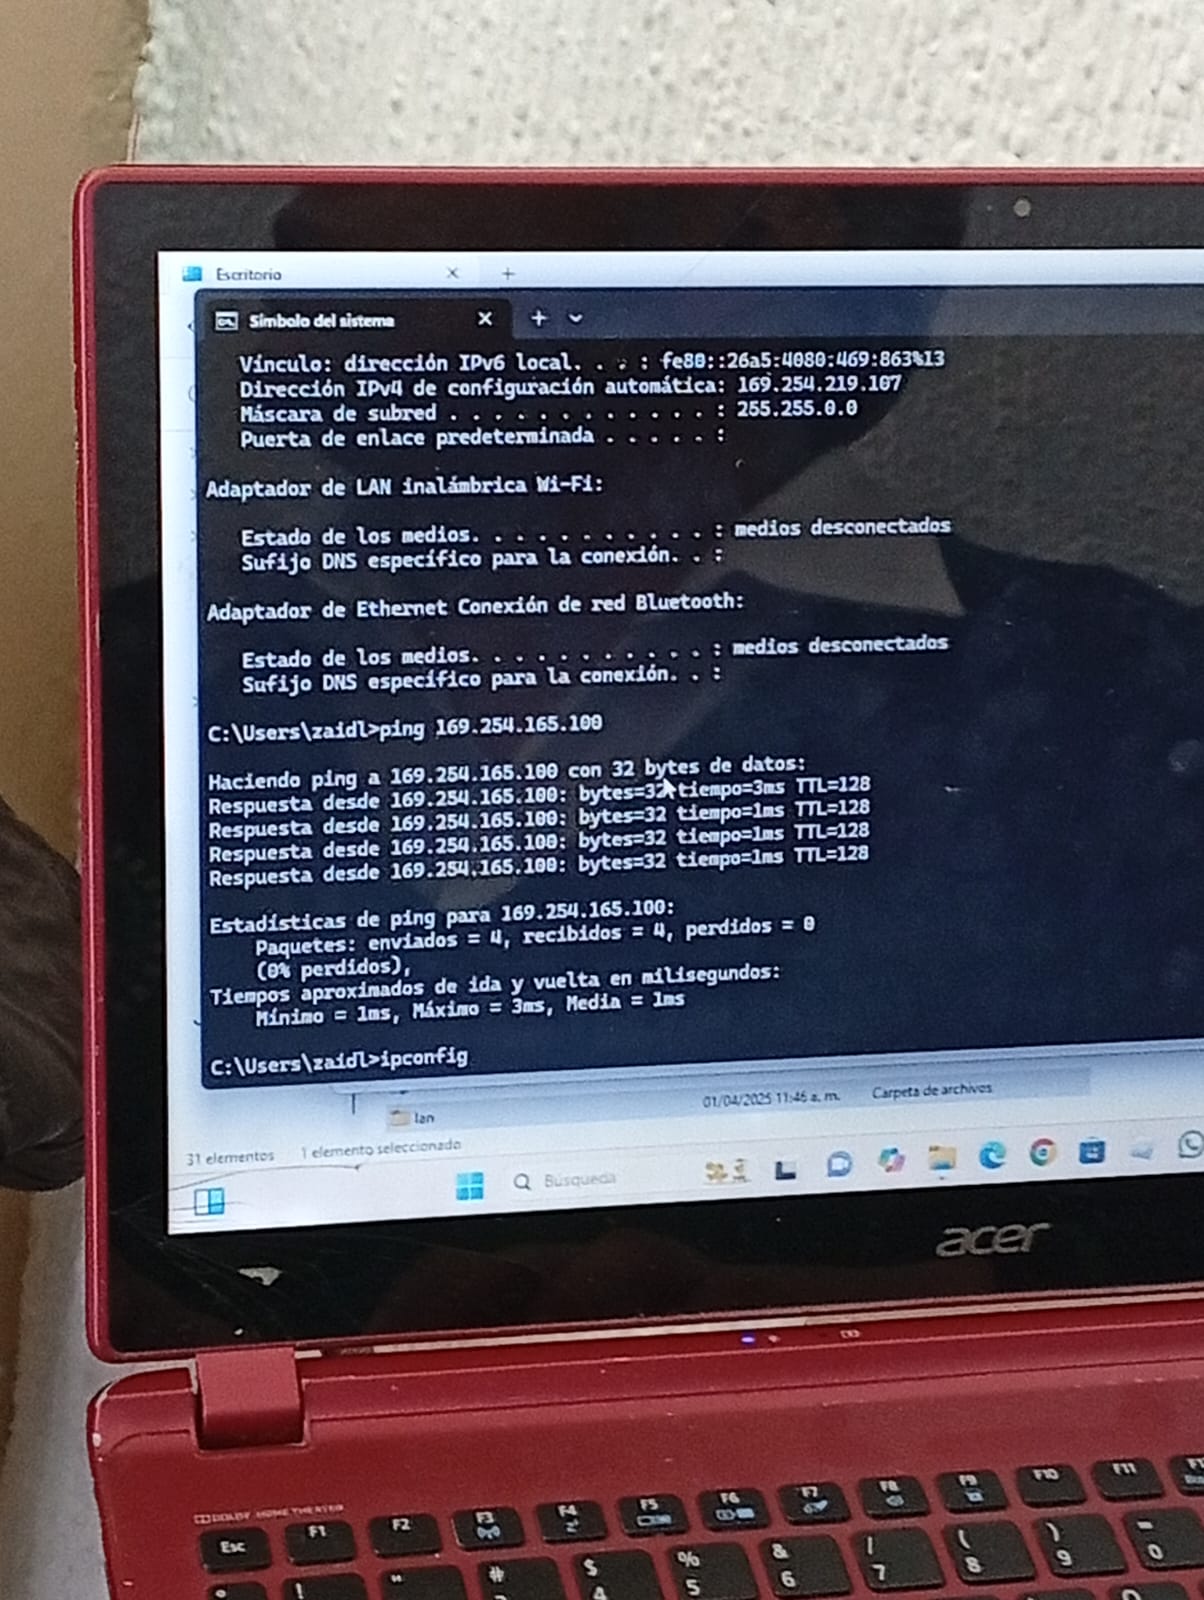 Escritorio
Símbolo del sistema
Vínculo: dirección IPv6 local. . . : fe80::26a5:4080:469:863%13
Dirección IPv4 de configuración automática: 169.254.219.107
Máscara de subred . . . . . . . . . . . . : 255.255.0.0
Puerta de enlace predeterminada . . . . . :
Adaptador de LAN inalámbrica Wi-Fi:
Estado de los medios. . . . . . . . . . . : medios desconectados
Sufijo DNS específico para la conexión. . :
Adaptador de Ethernet Conexión de red Bluetooth:
Estado de los medios. . . . . . . . . . . : medios desconectados
Sufijo DNS específico para la conexión. . :
C:\Users\zaidl>ping 169.254.165.100
Haciendo ping a 169.254.165.100 con 32 bytes de datos:
Respuesta desde 169.254.165.100: bytes=32 tiempo=3ms TTL=128
Respuesta desde 169.254.165.100: bytes=32 tiempo=1ms TTL=128
Respuesta desde 169.254.165.100: bytes=32 tiempo=1ms TTL=128
Respuesta desde 169.254.165.100: bytes=32 tiempo=1ms TTL=128
Estadísticas de ping para 169.254.165.100:
Paquetes: enviados = 4, recibidos = 4, perdidos = 0
(0% perdidos),
Tiempos aproximados de ida y vuelta en milisegundos:
Mínimo = 1ms, Máximo = 3ms, Media = 1ms
C:\Users\zaidl>ipconfig
lan 01/04/2025 11:46 a. m. Carpeta de archivos
31 elementos 1 elemento seleccionado
Búsqueda
acer
DOLBY HOME THEATER
Esc F1 F2 F3 F4 F5 F6 F7 F8 F9 F10 F11
! " # $ % & / ( ) =
4 5 6 7 8 9 0